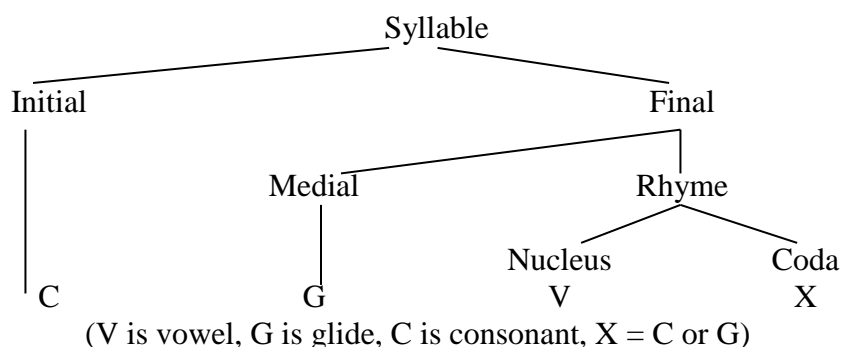 Syllable
Initial Final
Medial Rhyme
Nucleus Coda
C G V X
(V is vowel, G is glide, C is consonant, X = C or G)